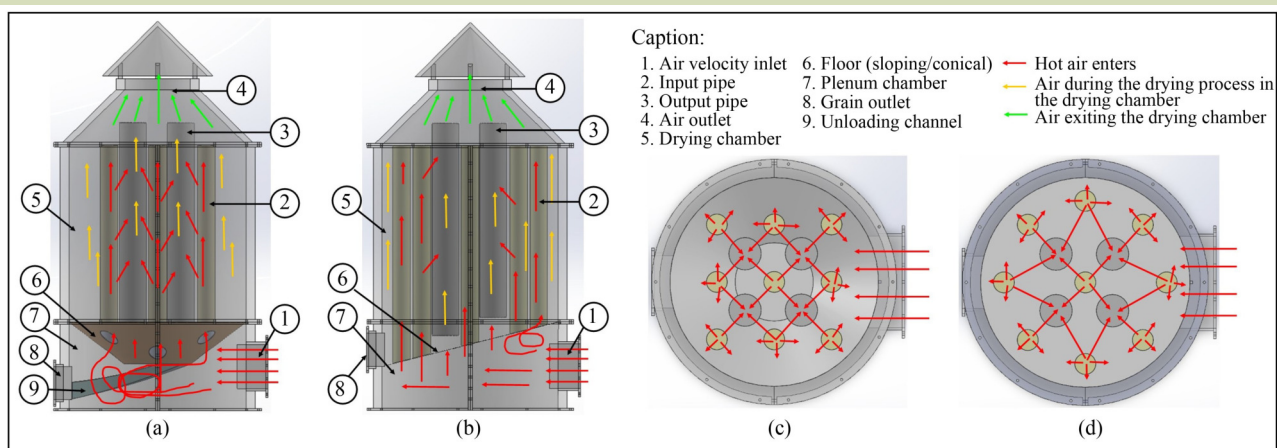 Caption:
1. Air velocity inlet
2. Input pipe
3. Output pipe
4. Air outlet
5. Drying chamber
6. Floor (sloping/conical)
7. Plenum chamber
8. Grain outlet
9. Unloading channel
Hot air enters
Air during the drying process in
the drying chamber
Air exiting the drying chamber
4
3
5
2
6
7
1
8
9
(a)
4
3
5
2
6
7
1
8
(b)
(c)
(d)